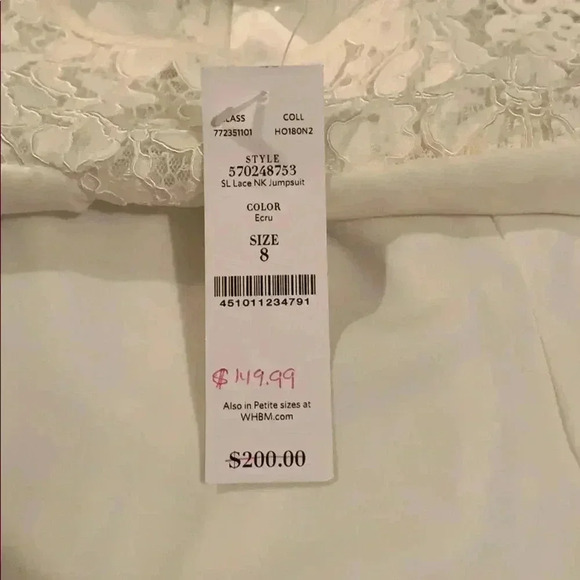 COLL
772351101 HO180N2
STYLE
570248753
SL Lace NK Jumpsuit
COLOR
Ecru
SIZE
8
451011234791
$149.99
Also in Petite sizes at
WHBM.com
$200.00